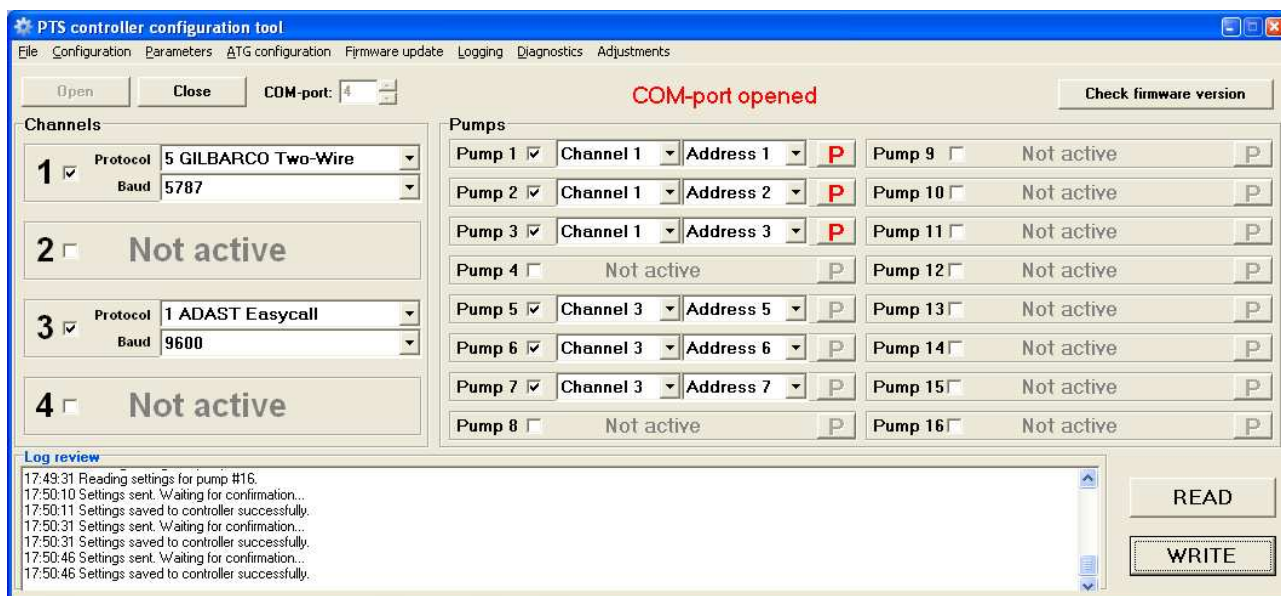 PTS controller configuration tool
File Configuration Parameters ATG configuration Firmware update Logging Diagnostics Adjustments
Open Close COM-port: 4 COM-port opened Check firmware version
Channels
1 Protocol 5 GILBARCO Two-Wire
Baud 5787
2 Not active
3 Protocol 1 ADAST Easycall
Baud 9600
4 Not active
Pumps
Pump 1 Channel 1 Address 1 P
Pump 2 Channel 1 Address 2 P
Pump 3 Channel 1 Address 3 P
Pump 4 Not active P
Pump 5 Channel 3 Address 5 P
Pump 6 Channel 3 Address 6 P
Pump 7 Channel 3 Address 7 P
Pump 8 Not active P
Pump 9 Not active P
Pump 10 Not active P
Pump 11 Not active P
Pump 12 Not active P
Pump 13 Not active P
Pump 14 Not active P
Pump 15 Not active P
Pump 16 Not active P
Log review
17:49:31 Reading settings for pump #16.
17:50:10 Settings sent. Waiting for confirmation...
17:50:11 Settings saved to controller successfully.
17:50:31 Settings sent. Waiting for confirmation...
17:50:31 Settings saved to controller successfully.
17:50:46 Settings sent. Waiting for confirmation...
17:50:46 Settings saved to controller successfully.
READ
WRITE